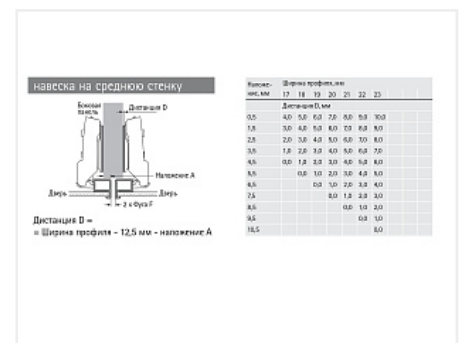 навеска на среднюю стенку
Боковая
панель
Дистанция D
Наложение A
Дверь
Дверь
2 x Фуга F
Дистанция D =
= Ширина профиля - 12,5 мм - наложение A
Наложе-
ние, мм
Ширина профиля, мм
17 18 19 20 21 22 23
Дистанция D, мм
0,5 4,0 5,0 6,0 7,0 8,0 9,0 10,0
1,5 3,0 4,0 5,0 6,0 7,0 8,0 9,0
2,5 2,0 3,0 4,0 5,0 6,0 7,0 8,0
3,5 1,0 2,0 3,0 4,0 5,0 6,0 7,0
4,5 0,0 1,0 2,0 3,0 4,0 5,0 6,0
5,5 0,0 1,0 2,0 3,0 4,0 5,0
6,5 0,0 1,0 2,0 3,0 4,0
7,5 0,0 1,0 2,0 3,0
8,5 0,0 1,0 2,0
9,5 0,0 1,0
10,5 0,0